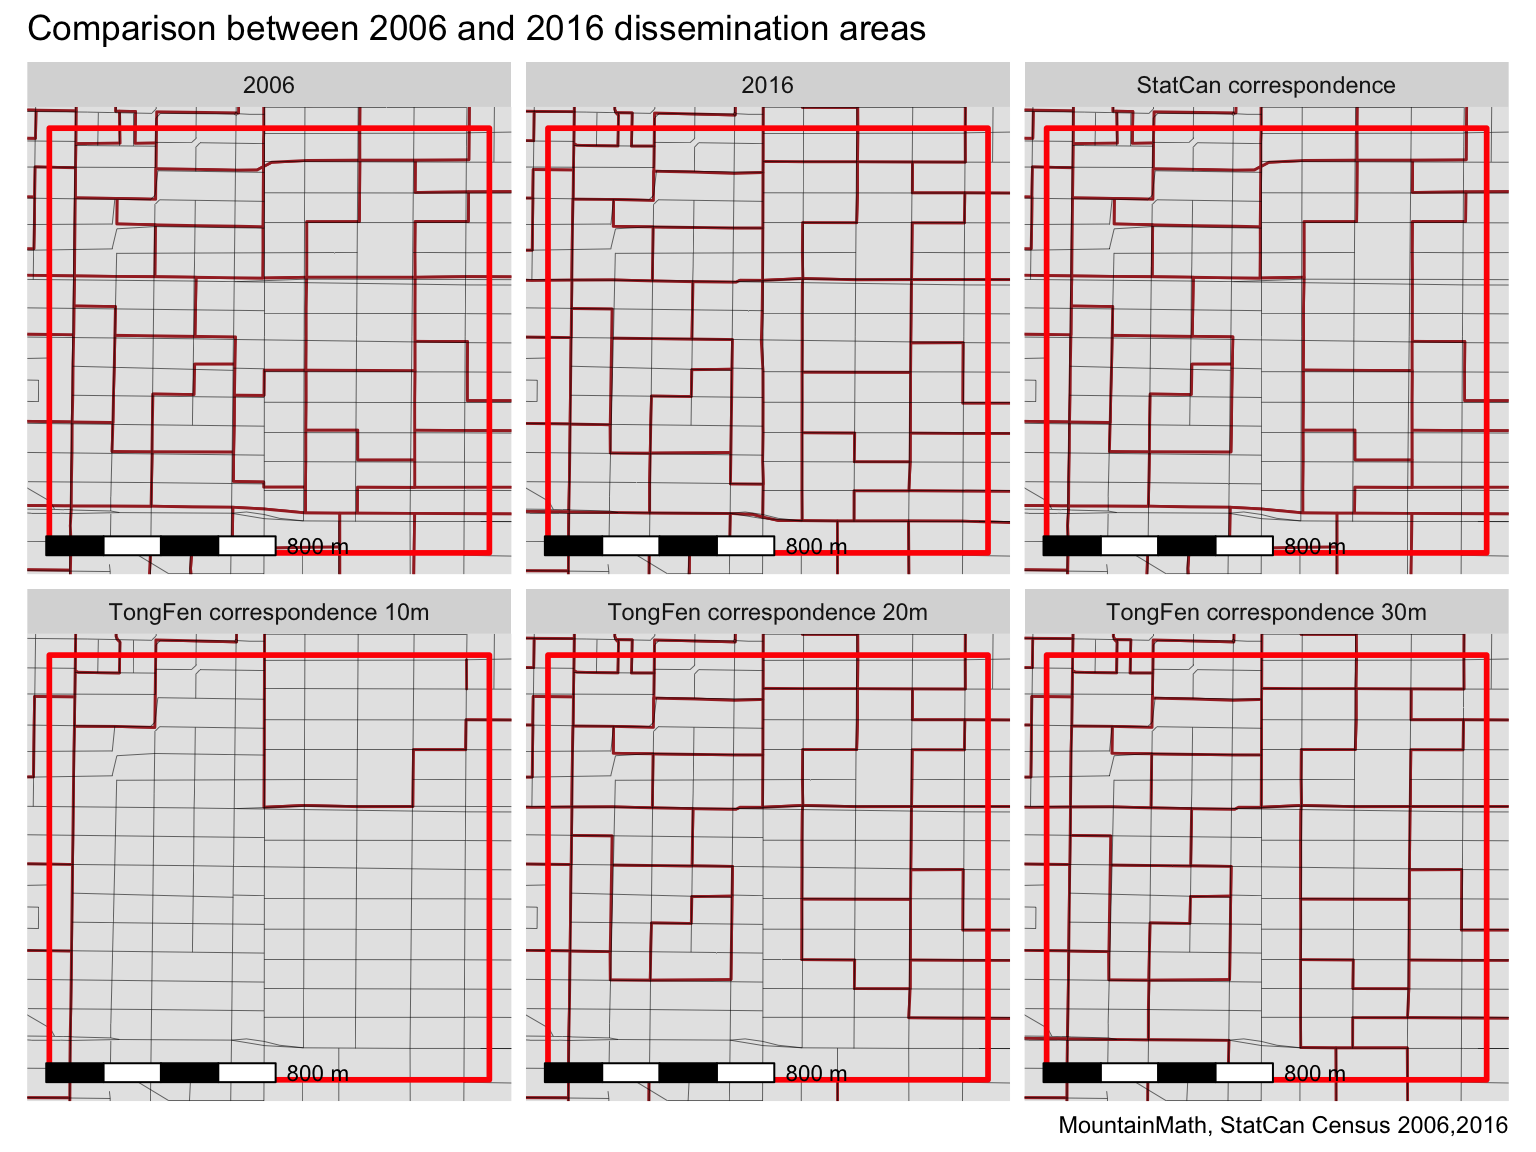 Comparison between 2006 and 2016 dissemination areas
2006
2016
StatCan correspondence
800 m
800 m
800 m
TongFen correspondence 10m
TongFen correspondence 20m
TongFen correspondence 30m
800 m
800 m
800 m
MountainMath, StatCan Census 2006,2016